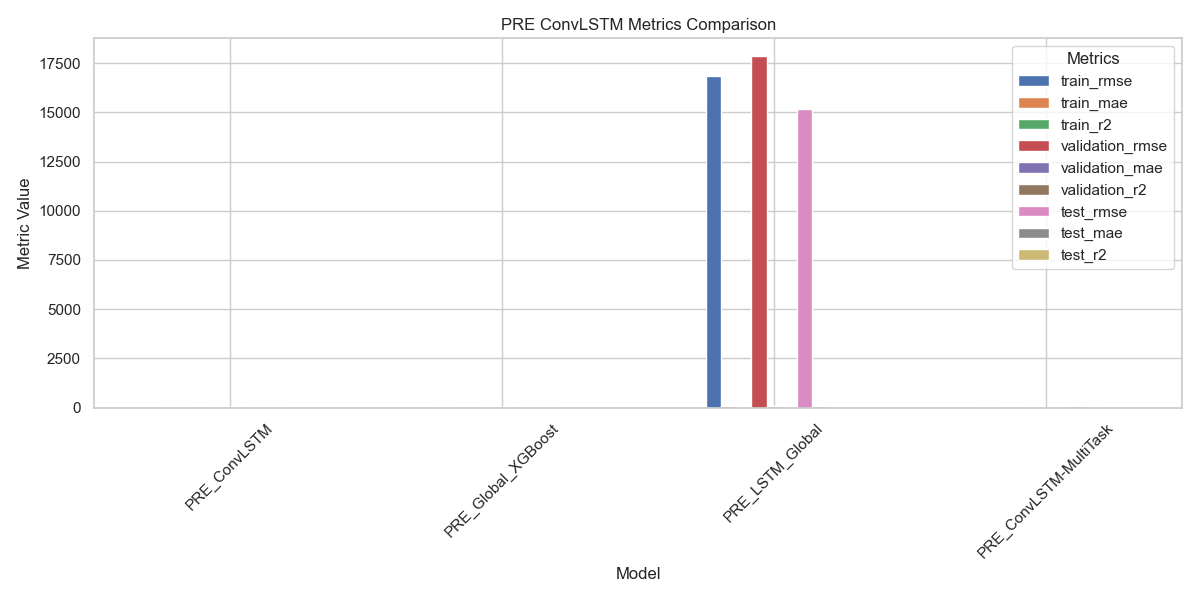 PRE ConvLSTM Metrics Comparison
Metric Value
17500
15000
12500
10000
7500
5000
2500
0
Metrics
train_rmse
train_mae
train_r2
validation_rmse
validation_mae
validation_r2
test_rmse
test_mae
test_r2
PRE_ConvLSTM
PRE_Global_XGBoost
PRE_LSTM_Global
PRE_ConvLSTM-MultiTask
Model